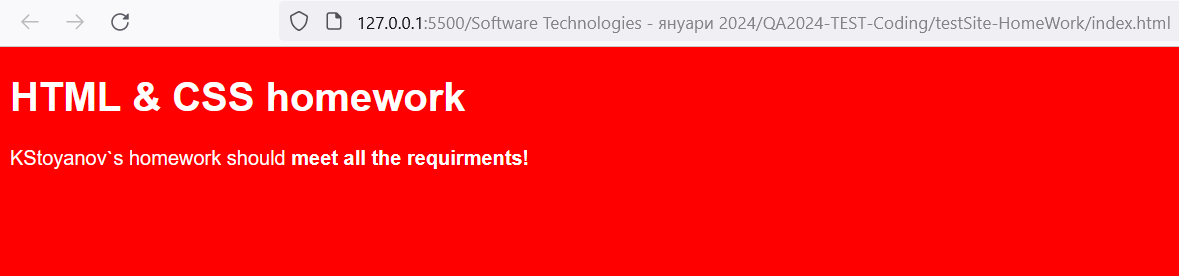 127.0.0.1:5500/Software Technologies - януари 2024/QA2024-TEST-Coding/testSite-HomeWork/index.html
HTML & CSS homework
KStoyanov`s homework should meet all the requirments!